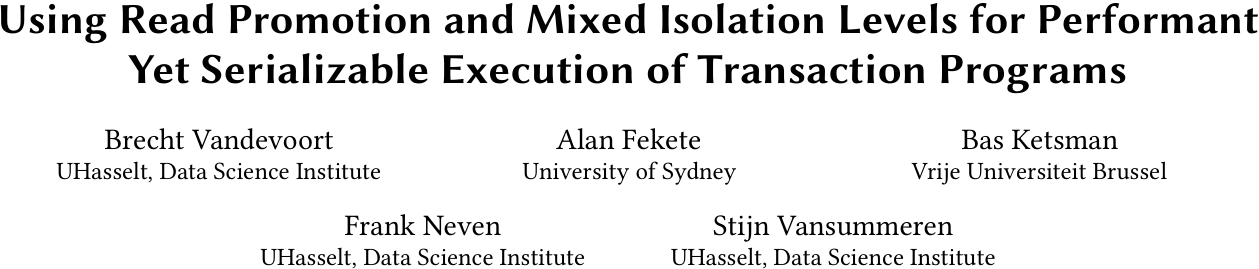 Using Read Promotion and Mixed Isolation Levels for Performant
Yet Serializable Execution of Transaction Programs
Brecht Vandevoort
UHasselt, Data Science Institute
Alan Fekete
University of Sydney
Bas Ketsman
Vrije Universiteit Brussel
Frank Neven
UHasselt, Data Science Institute
Stijn Vansummeren
UHasselt, Data Science Institute